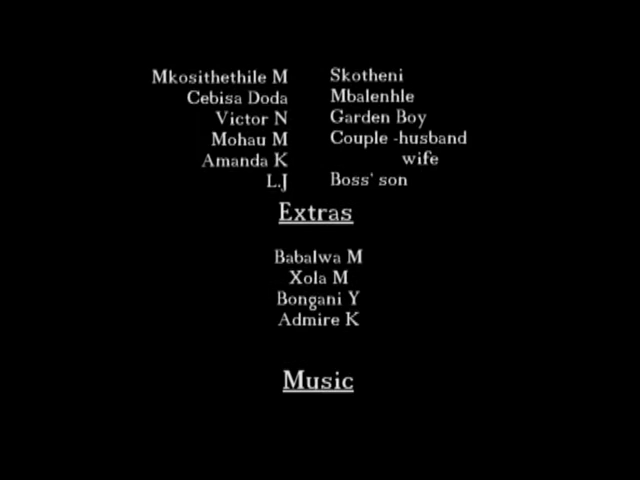 Mkosithethile M Skotheni
Cebisa Doda Mbalenhle
Victor N Garden Boy
Mohau M Couple -husband
Amanda K wife
L.J Boss' son
Extras
Babalwa M
Xola M
Bongani Y
Admire K
Music